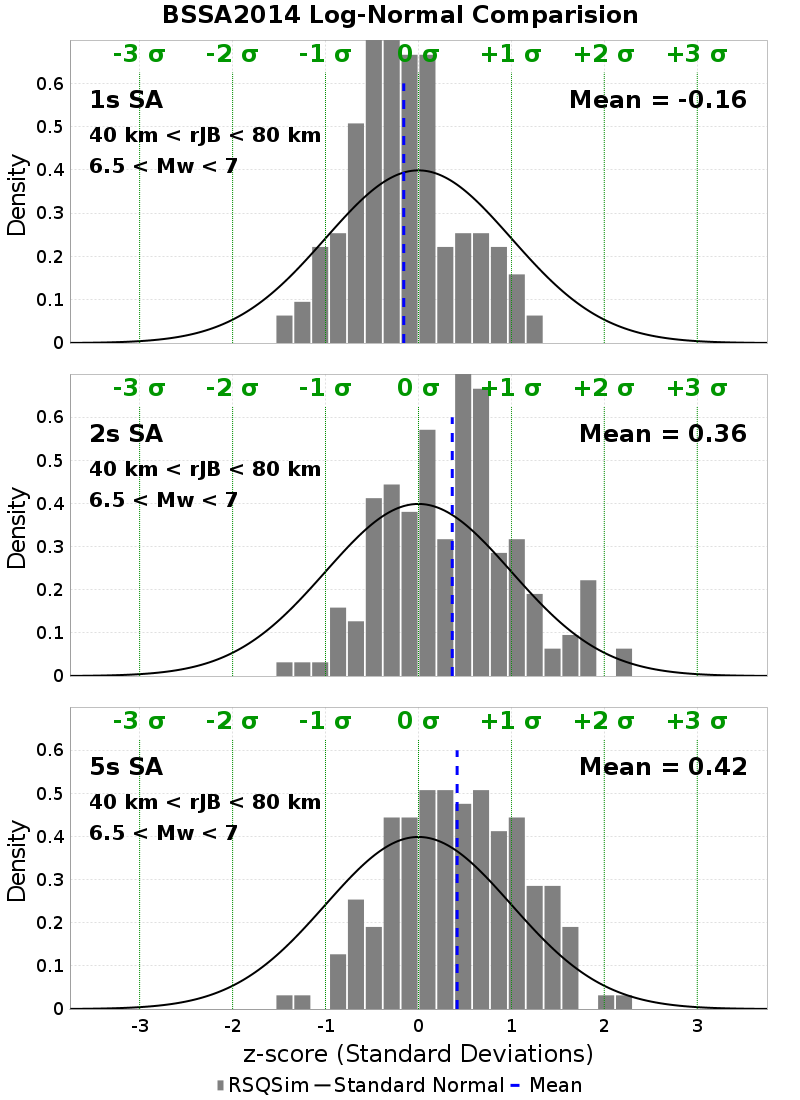 BSSA2014 Log-Normal Comparision
-3 σ -2 σ -1 σ 0 σ +1 σ +2 σ +3 σ
1s SA Mean = -0.16
40 km < rJB < 80 km
6.5 < Mw < 7
Density
0.6
0.5
0.4
0.3
0.2
0.1
0
-3 σ -2 σ -1 σ 0 σ +1 σ +2 σ +3 σ
2s SA Mean = 0.36
40 km < rJB < 80 km
6.5 < Mw < 7
Density
0.6
0.5
0.4
0.3
0.2
0.1
0
-3 σ -2 σ -1 σ 0 σ +1 σ +2 σ +3 σ
5s SA Mean = 0.42
40 km < rJB < 80 km
6.5 < Mw < 7
Density
0.6
0.5
0.4
0.3
0.2
0.1
0
-3 -2 -1 0 1 2 3
z-score (Standard Deviations)
RSQSim Standard Normal Mean